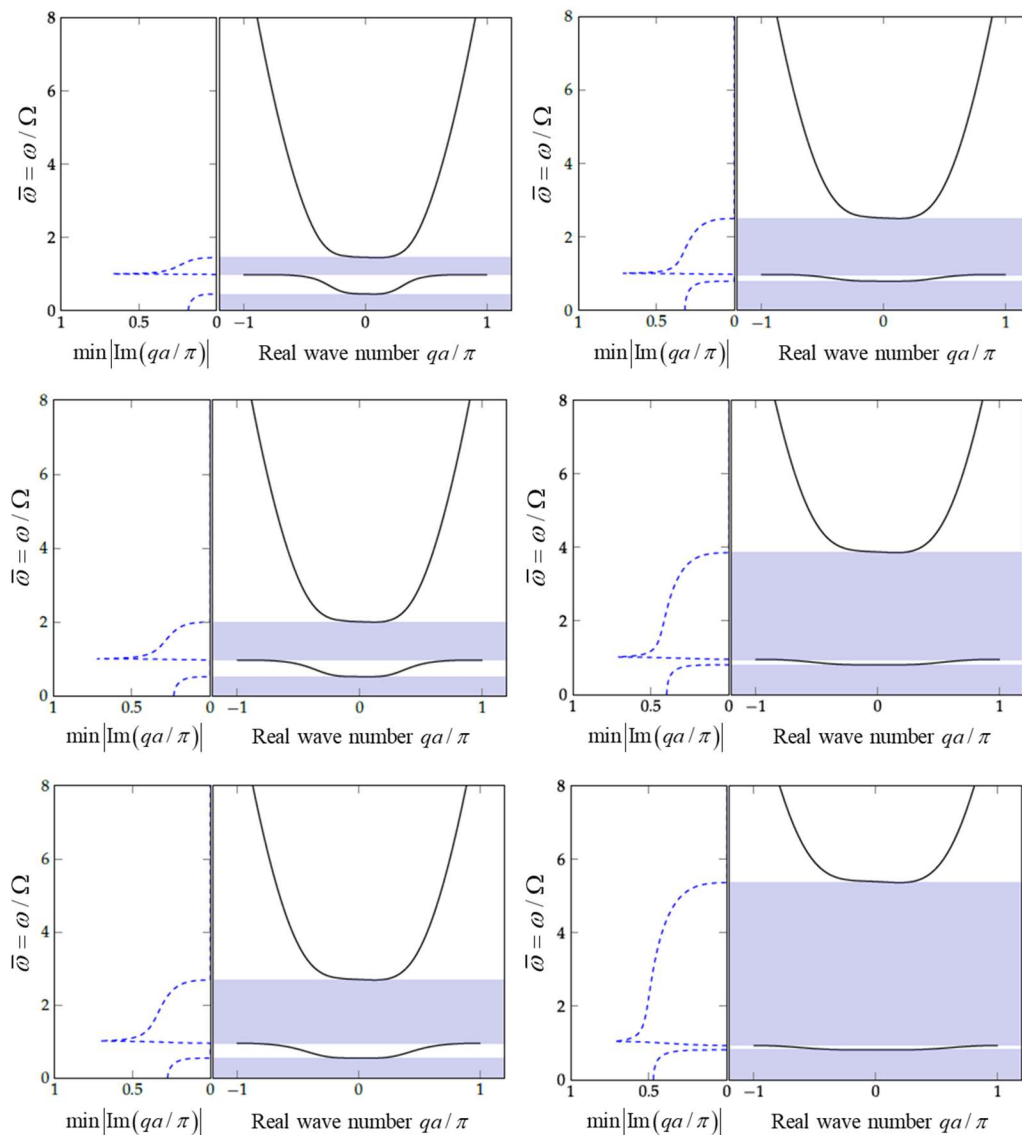 8
6
4
2
0
ω̄ = ω / Ω
1 0.5 0 −1 0 1
min|Im(qa/π)| Real wave number qa/π
8
6
4
2
0
ω̄ = ω / Ω
1 0.5 0 −1 0 1
min|Im(qa/π)| Real wave number qa/π
8
6
4
2
0
ω̄ = ω / Ω
1 0.5 0 −1 0 1
min|Im(qa/π)| Real wave number qa/π
8
6
4
2
0
ω̄ = ω / Ω
1 0.5 0 −1 0 1
min|Im(qa/π)| Real wave number qa/π
8
6
4
2
0
ω̄ = ω / Ω
1 0.5 0 −1 0 1
min|Im(qa/π)| Real wave number qa/π
8
6
4
2
0
ω̄ = ω / Ω
1 0.5 0 −1 0 1
min|Im(qa/π)| Real wave number qa/π